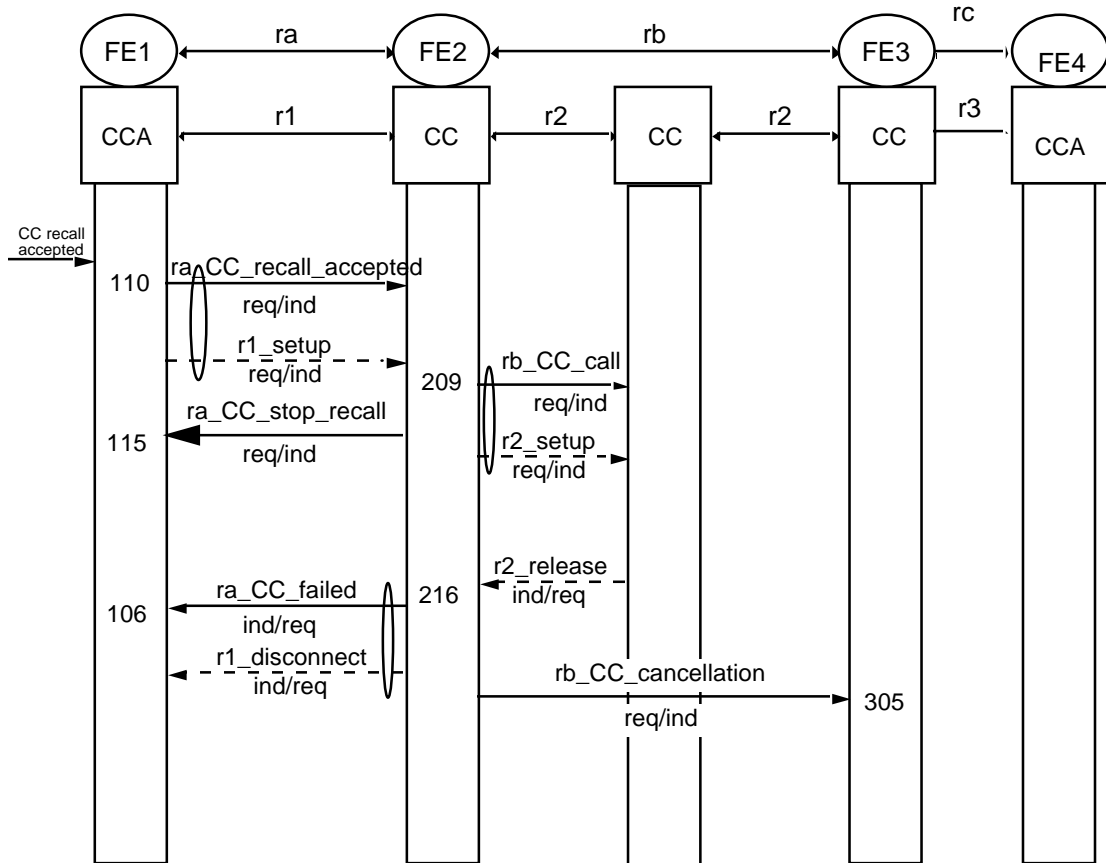 FE1 ra FE2 rb FE3 rc FE4
CCA r1 CC r2 CC r2 CC r3 CCA
CC recall
accepted
110
ra_CC_recall_accepted
req/ind
r1_setup
req/ind
209
rb_CC_call
req/ind
115
ra_CC_stop_recall
req/ind
r2_setup
req/ind
r2_release
ind/req
216
106
ra_CC_failed
ind/req
r1_disconnect
ind/req
rb_CC_cancellation
req/ind
305